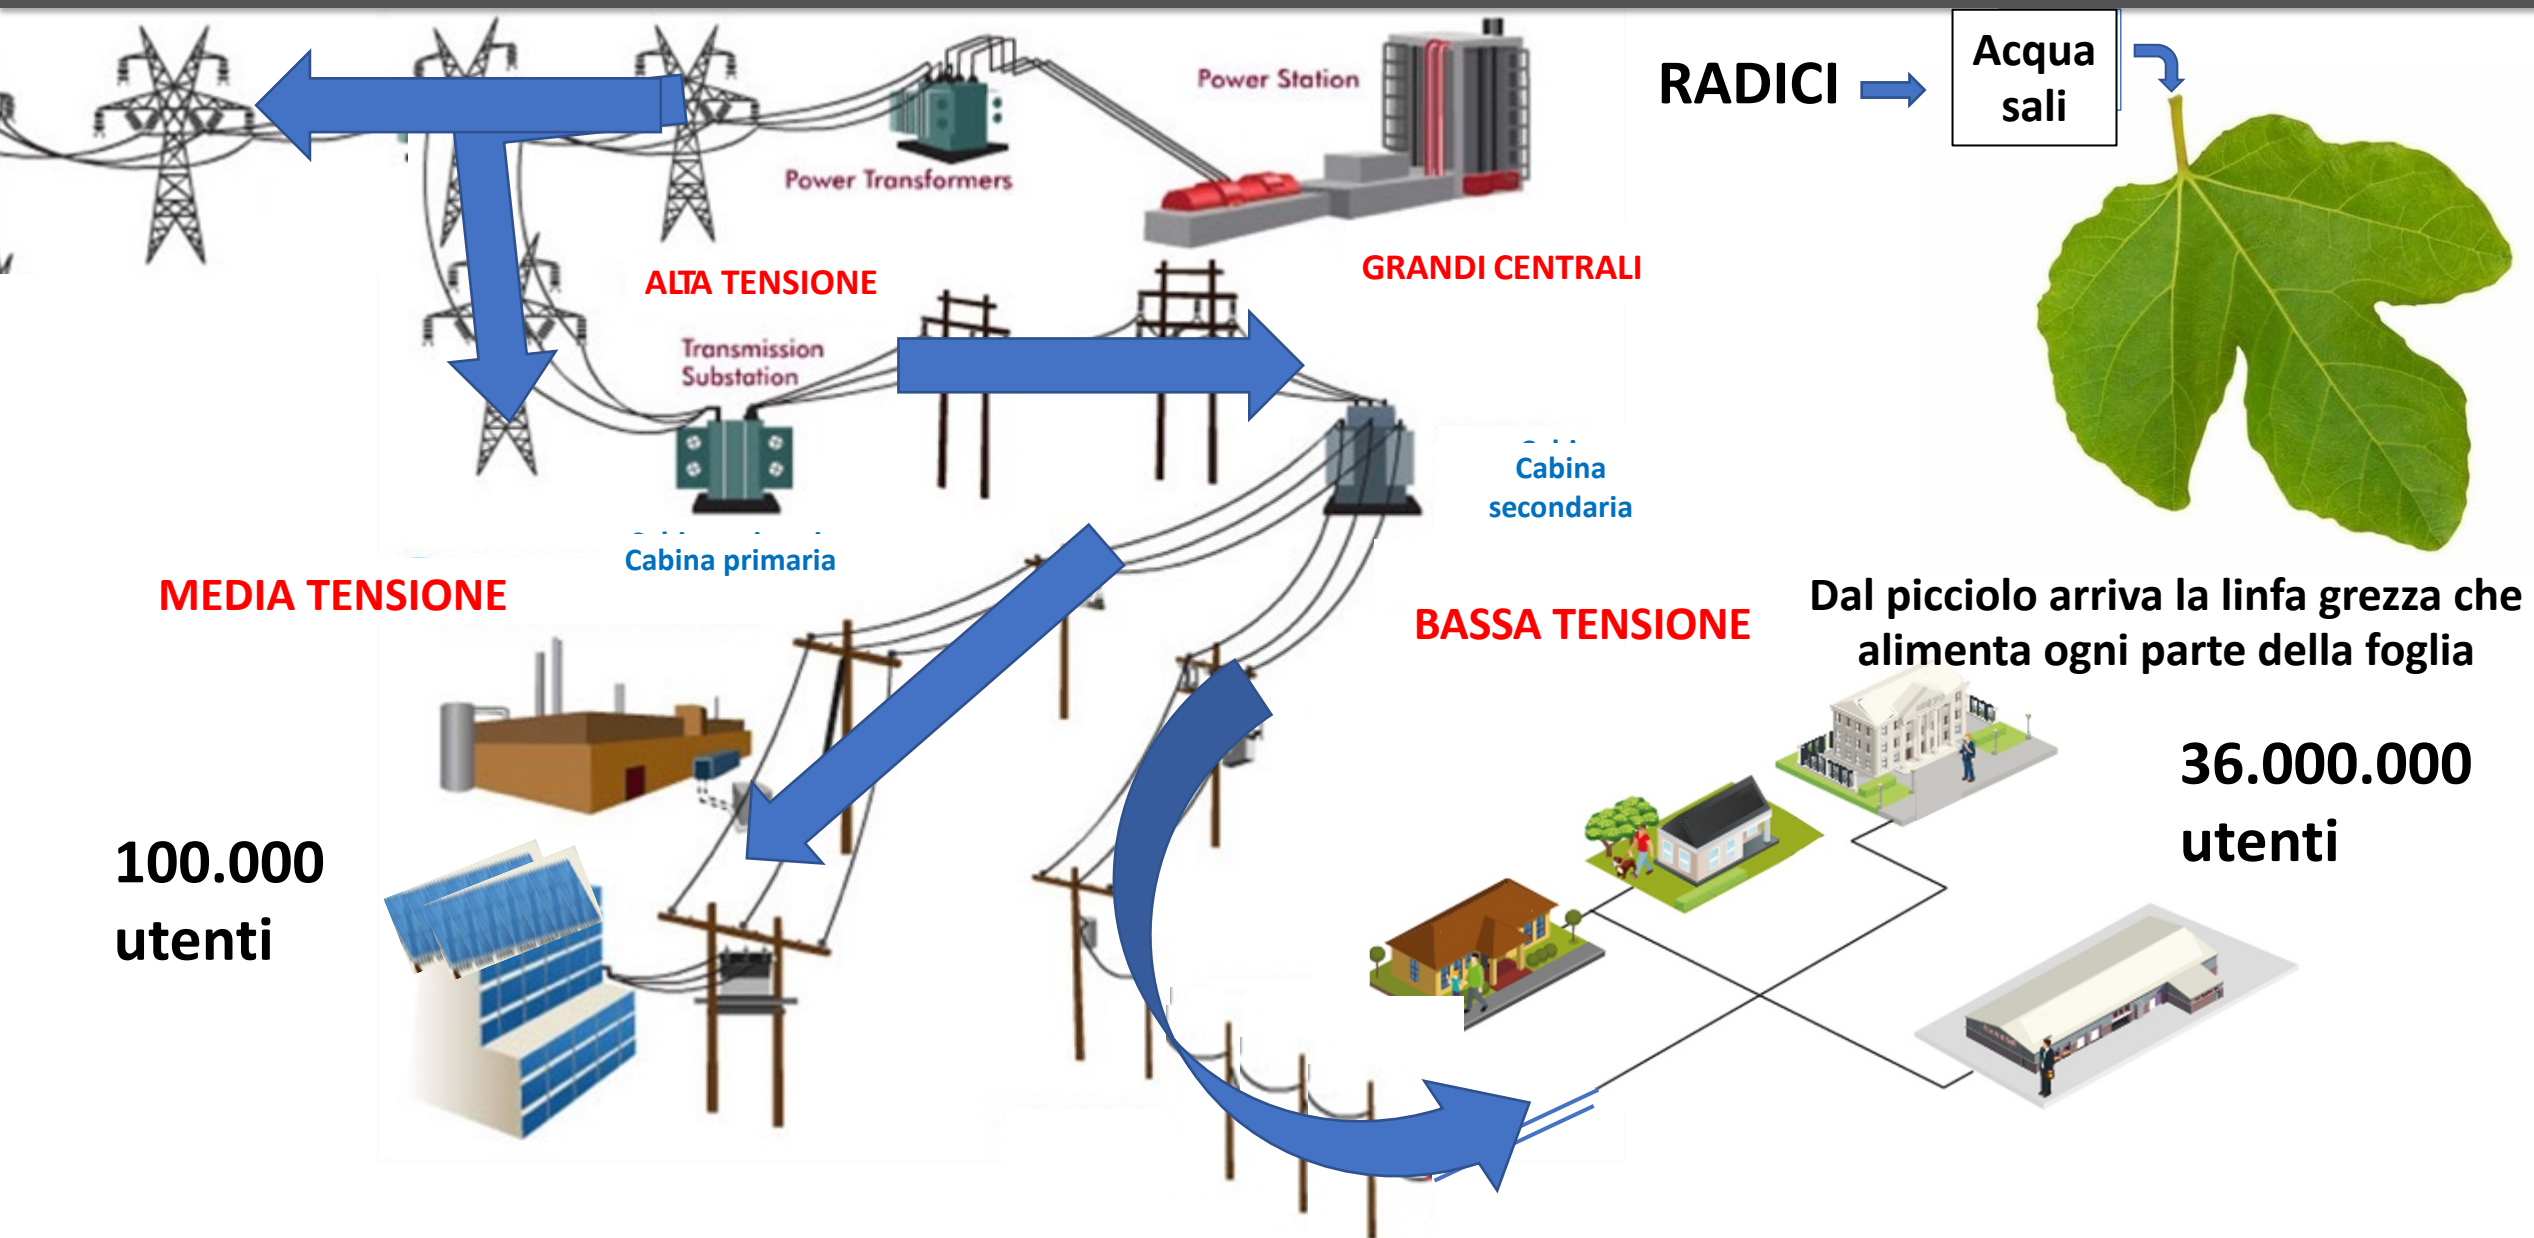 Power Station
RADICI
Acqua
sali
Power Transformers
ALTA TENSIONE
GRANDI CENTRALI
Transmission
Substation
Cabina
secondaria
Cabina primaria
MEDIA TENSIONE
BASSA TENSIONE
Dal picciolo arriva la linfa grezza che
alimenta ogni parte della foglia
36.000.000
utenti
100.000
utenti